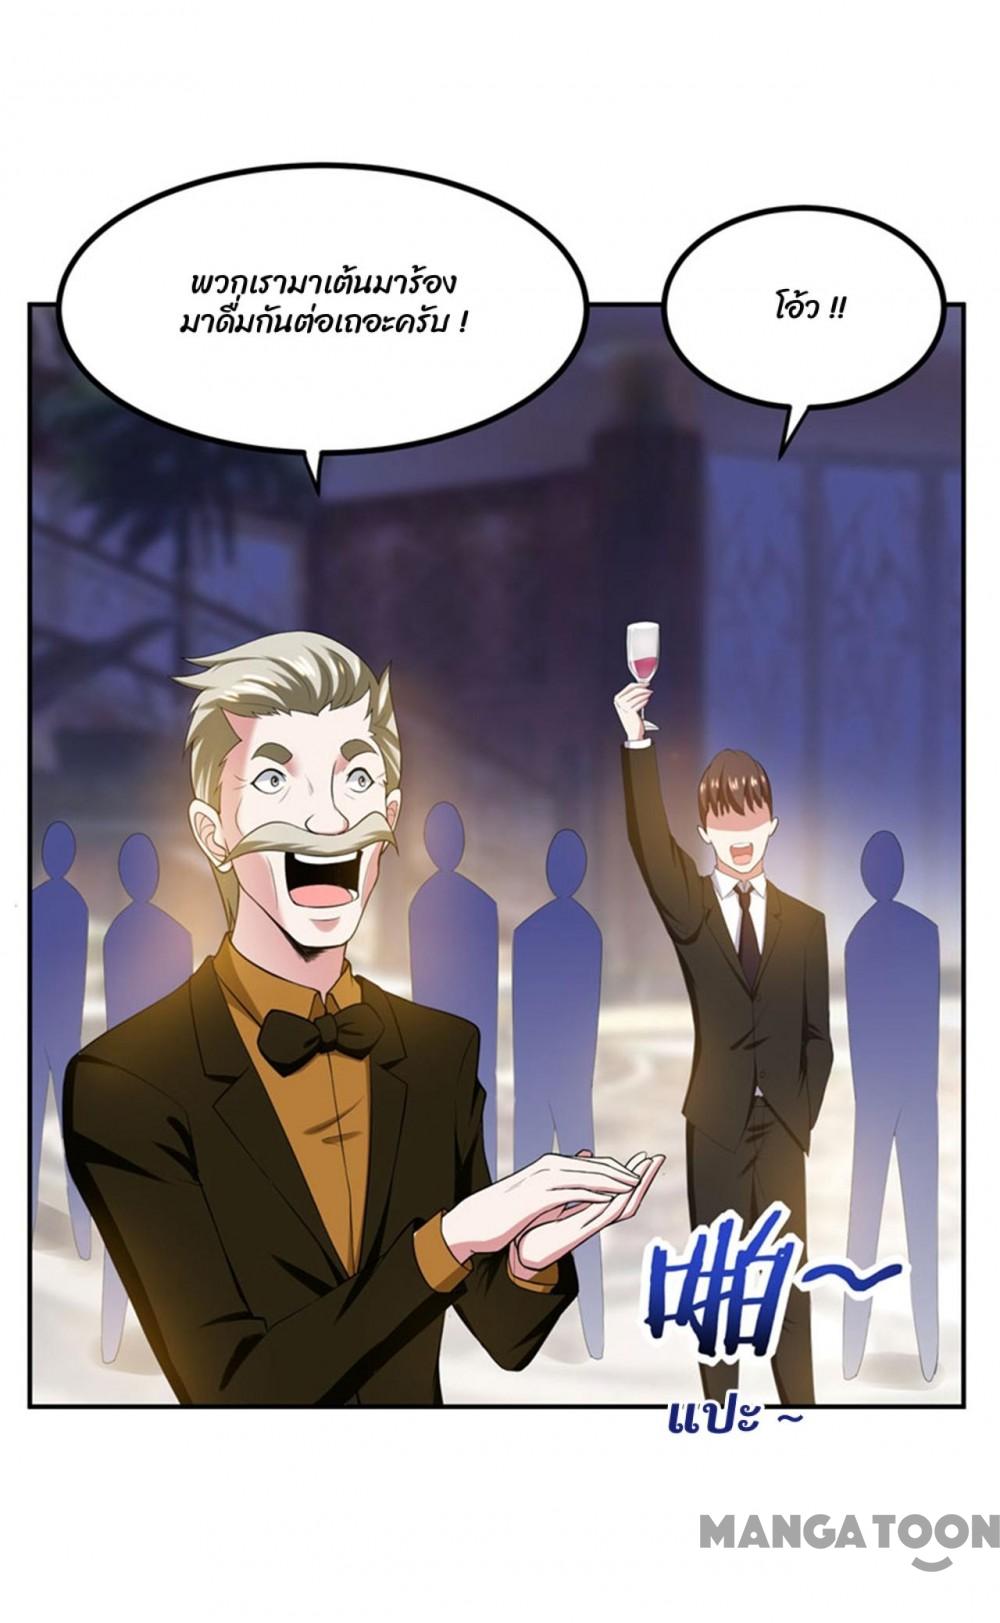 พวกเรามาเต้นมาร้อง
มาดื่มกันต่อเถอะครับ !
โอ้ว !!
啪~
แปะ ~
MANGATOON